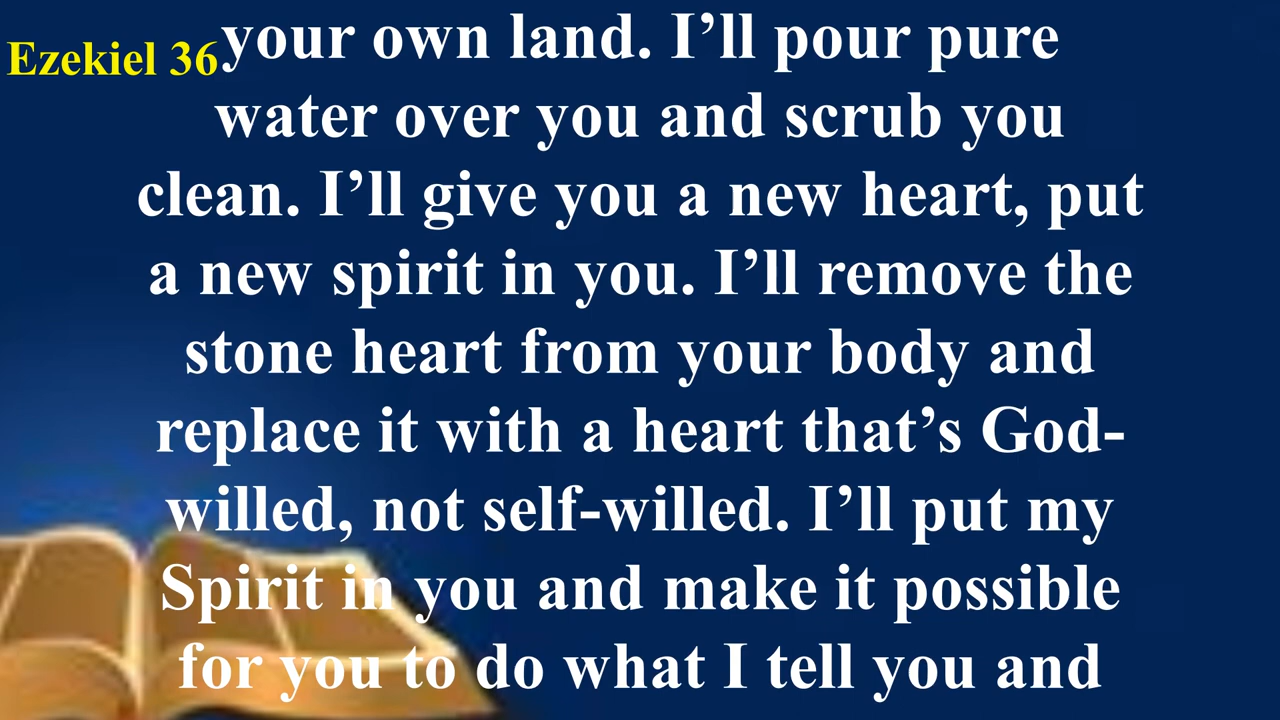 Ezekiel 36
your own land. I’ll pour pure
water over you and scrub you
clean. I’ll give you a new heart, put
a new spirit in you. I’ll remove the
stone heart from your body and
replace it with a heart that’s God-
willed, not self-willed. I’ll put my
Spirit in you and make it possible
for you to do what I tell you and